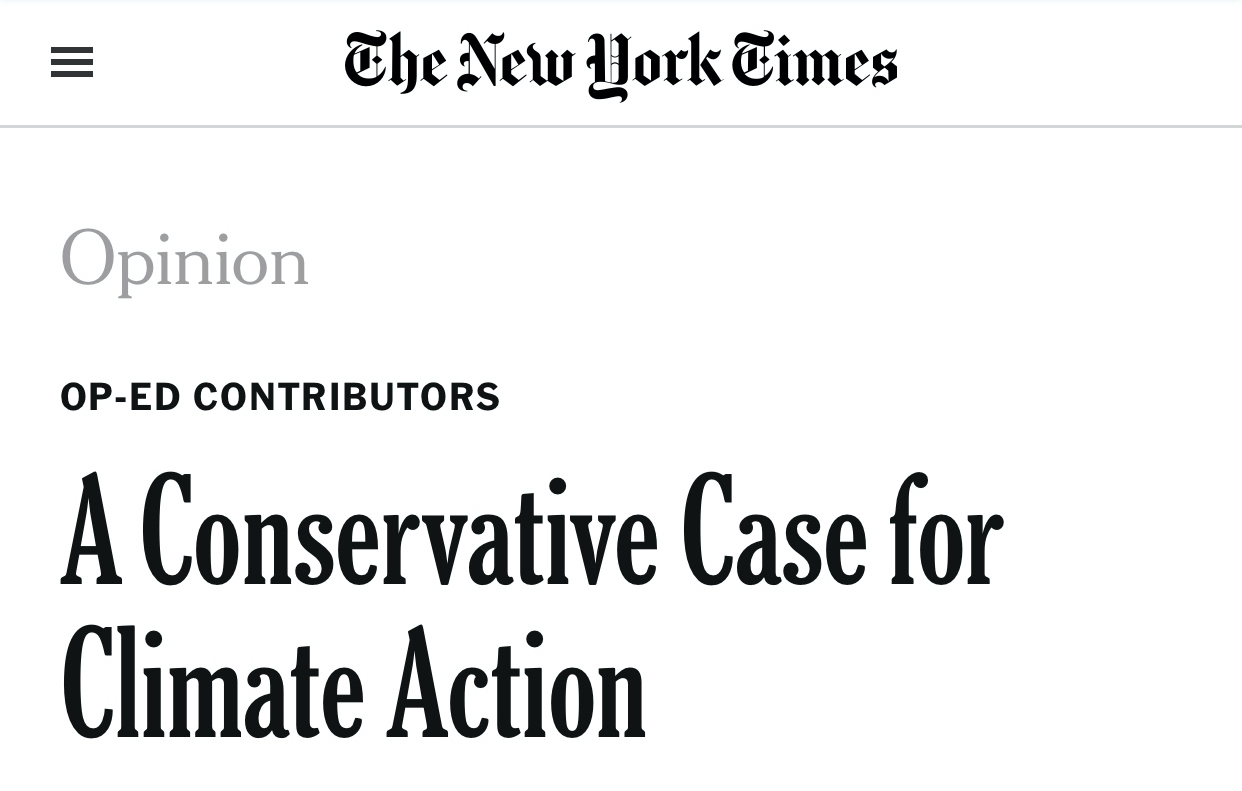 The New York Times
Opinion
OP-ED CONTRIBUTORS
A Conservative Case for
Climate Action